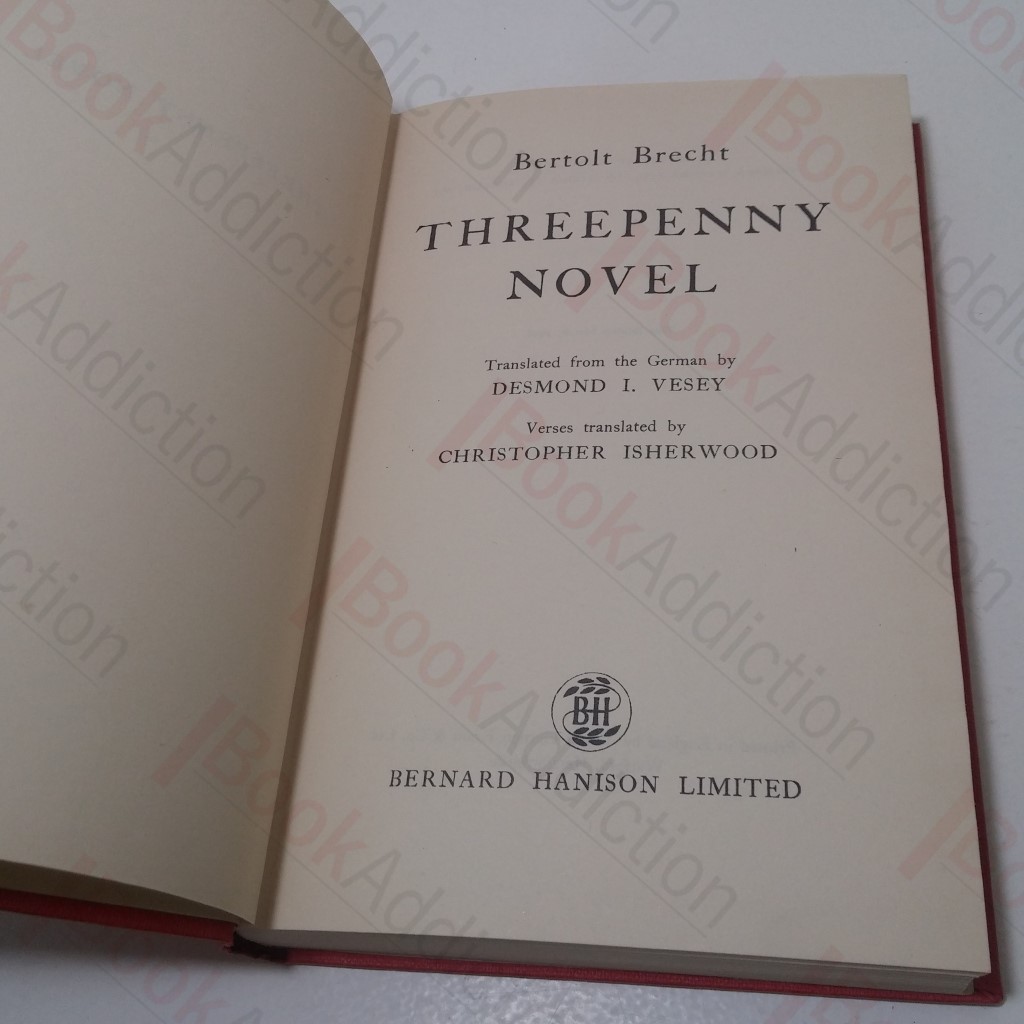 Bertolt Brecht
THREEPENNY
NOVEL
Translated from the German by
DESMOND I. VESEY
Verses translated by
CHRISTOPHER ISHERWOOD
BH
BERNARD HANISON LIMITED
BookAddiction